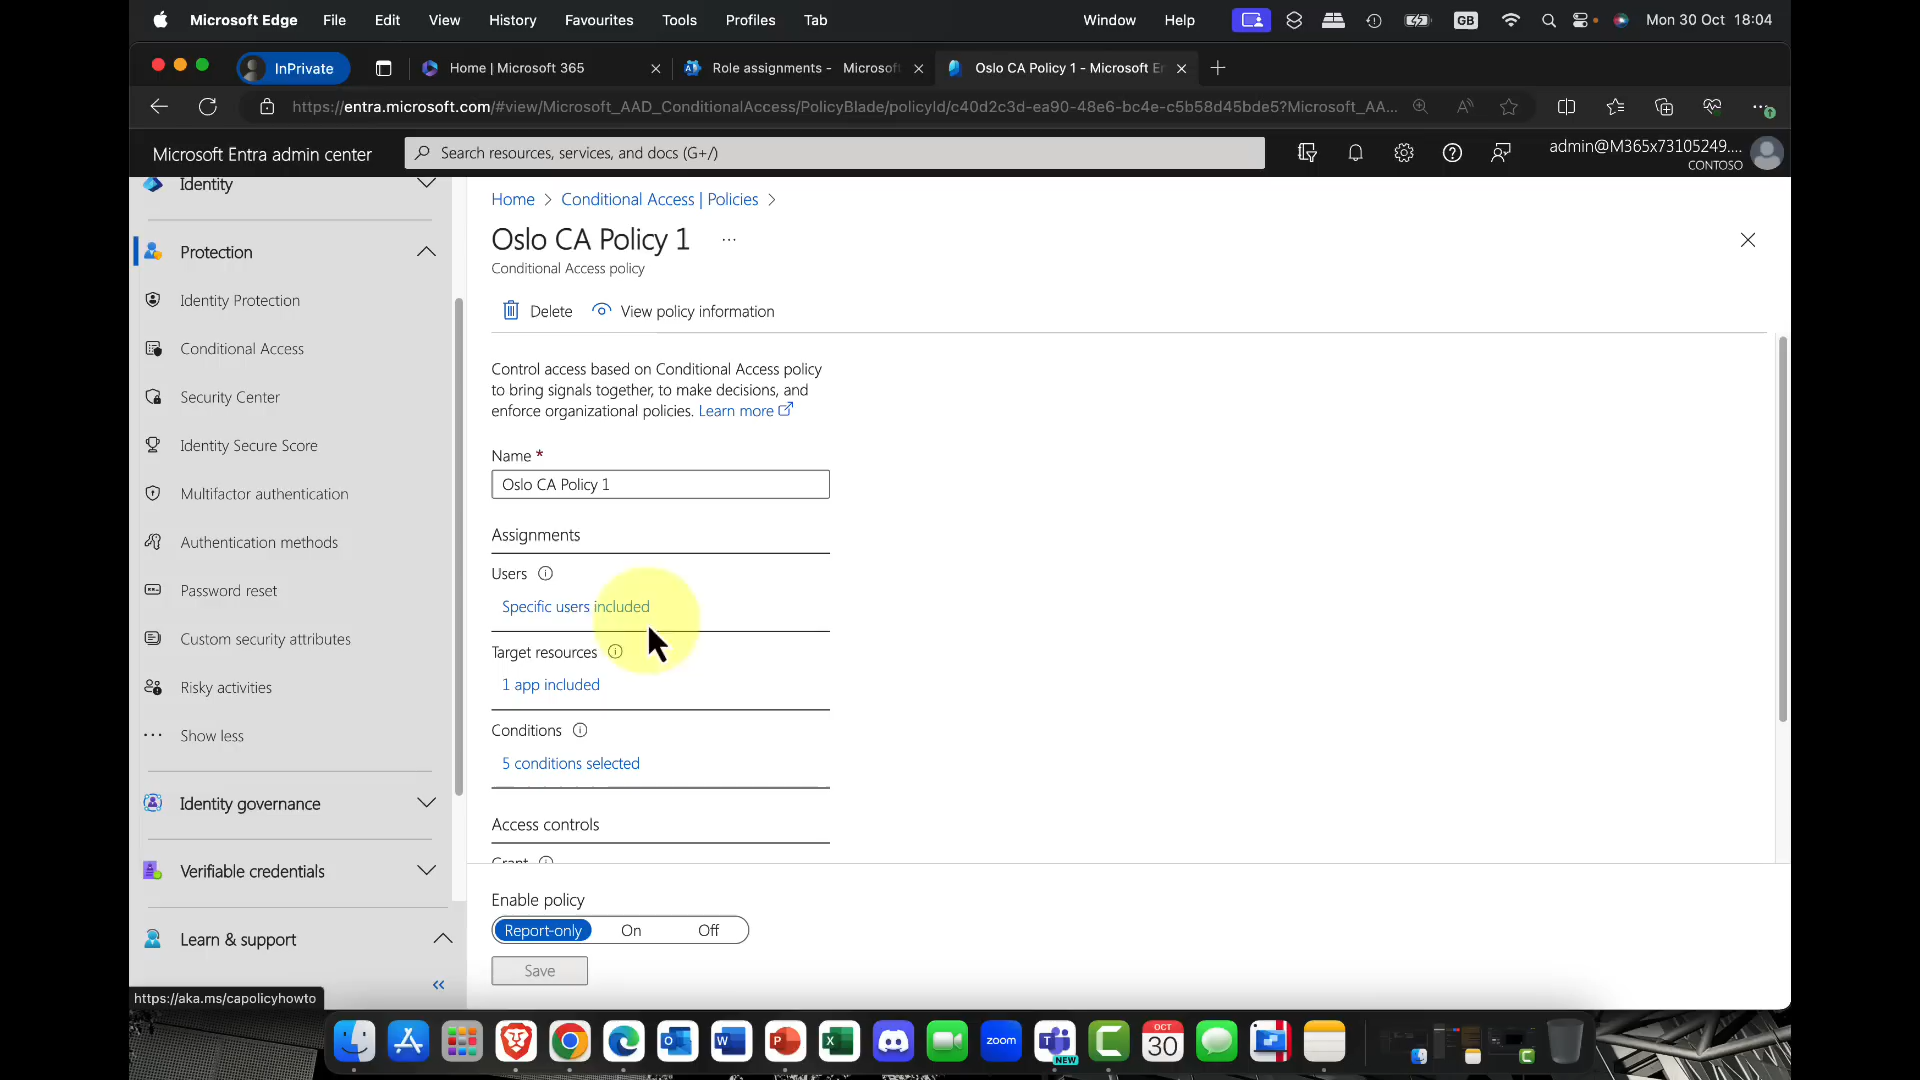 Microsoft Edge File Edit View History Favourites Tools Profiles Tab Window Help GB Mon 30 Oct 18:04
InPrivate Home | Microsoft 365 Role assignments - Microsof Oslo CA Policy 1 - Microsoft E
https://entra.microsoft.com/#view/Microsoft_AAD_ConditionalAccess/PolicyBlade/policyId/c40d2c3d-ea90-48e6-bc4e-c5b58d45bde5?Microsoft_AA...
Microsoft Entra admin center Search resources, services, and docs (G+/) admin@M365x73105249....
CONTOSO
Identity
Protection
Identity Protection
Conditional Access
Security Center
Identity Secure Score
Multifactor authentication
Authentication methods
Password reset
Custom security attributes
Risky activities
Show less
Identity governance
Verifiable credentials
Learn & support
https://aka.ms/capolicyhowto
Home > Conditional Access | Policies >
Oslo CA Policy 1 ...
Conditional Access policy
Delete View policy information
Control access based on Conditional Access policy
to bring signals together, to make decisions, and
enforce organizational policies. Learn more
Name *
Oslo CA Policy 1
Assignments
Users
Specific users included
Target resources
1 app included
Conditions
5 conditions selected
Access controls
Grant
Enable policy
Report-only On Off
Save
zoom
NEW
OCT
30